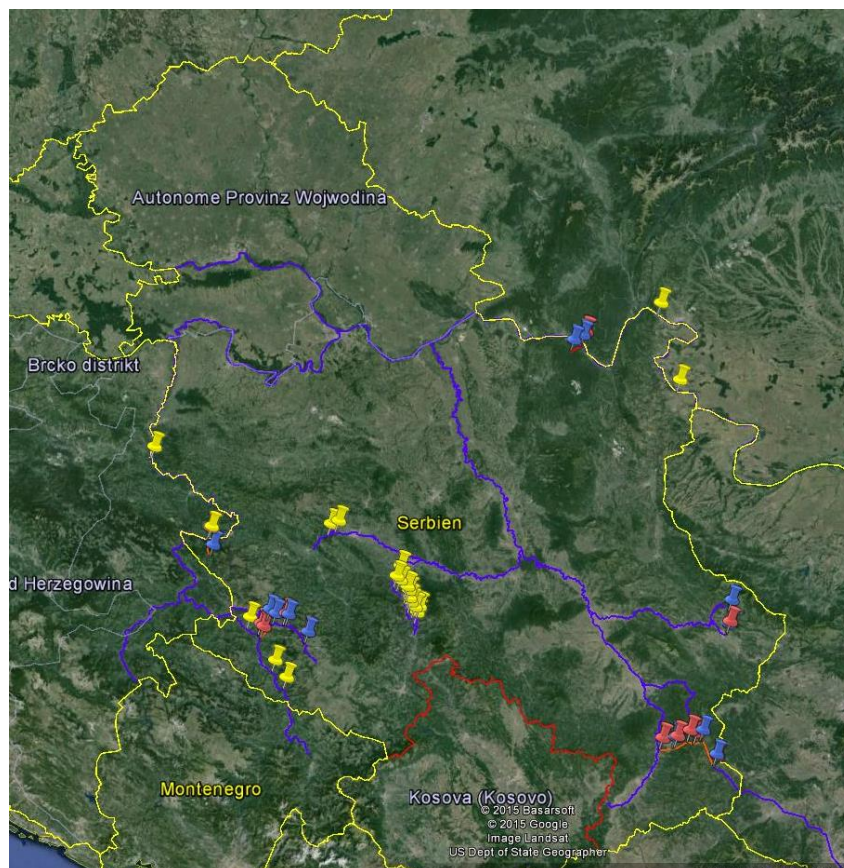 Autonome Provinz Wojwodina
Brcko distrikt
Serbien
d Herzegowina
Montenegro
Kosova (Kosovo)
© 2015 Basarsoft
© 2015 Google
Image Landsat
US Dept of State Geographer